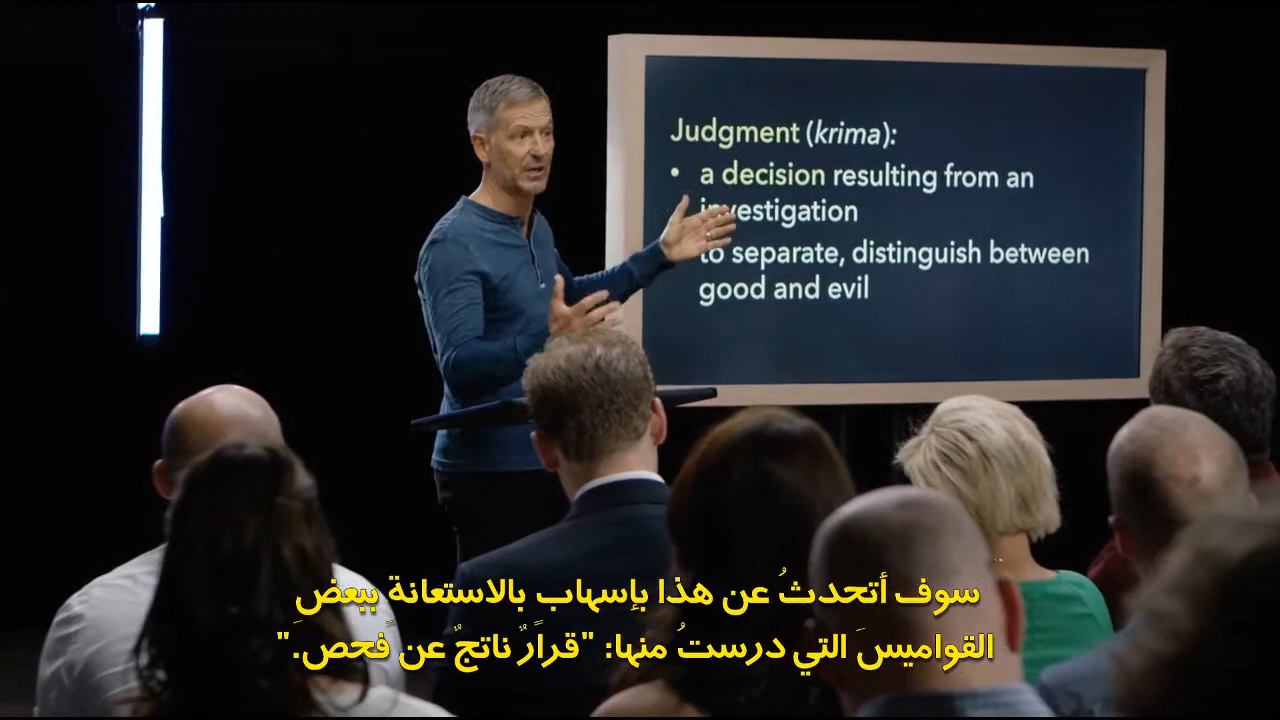 Judgment (krima):
• a decision resulting from an
investigation
to separate, distinguish between
good and evil
سوف أتحدثُ عن هذا بإسهاب بالاستعانة ببعضِ
القواميسَ التي درستُ منها: "قرارٌ ناتجٌ عن فحص."